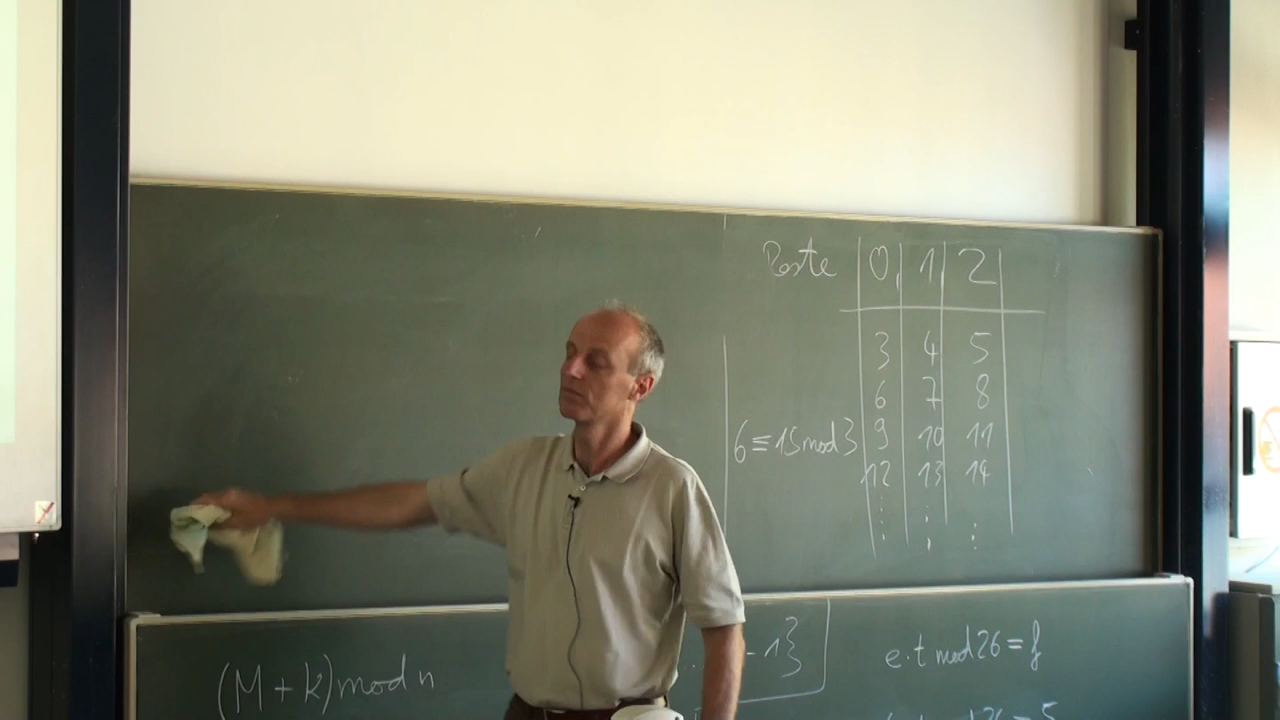 Reste 0 1 2
3 4 5
6 7 8
6 ≡ 15 mod 3 9 10 11
12 13 14
⋮ ⋮ ⋮
(M + k) mod n
-1}
e·t mod 26 = f